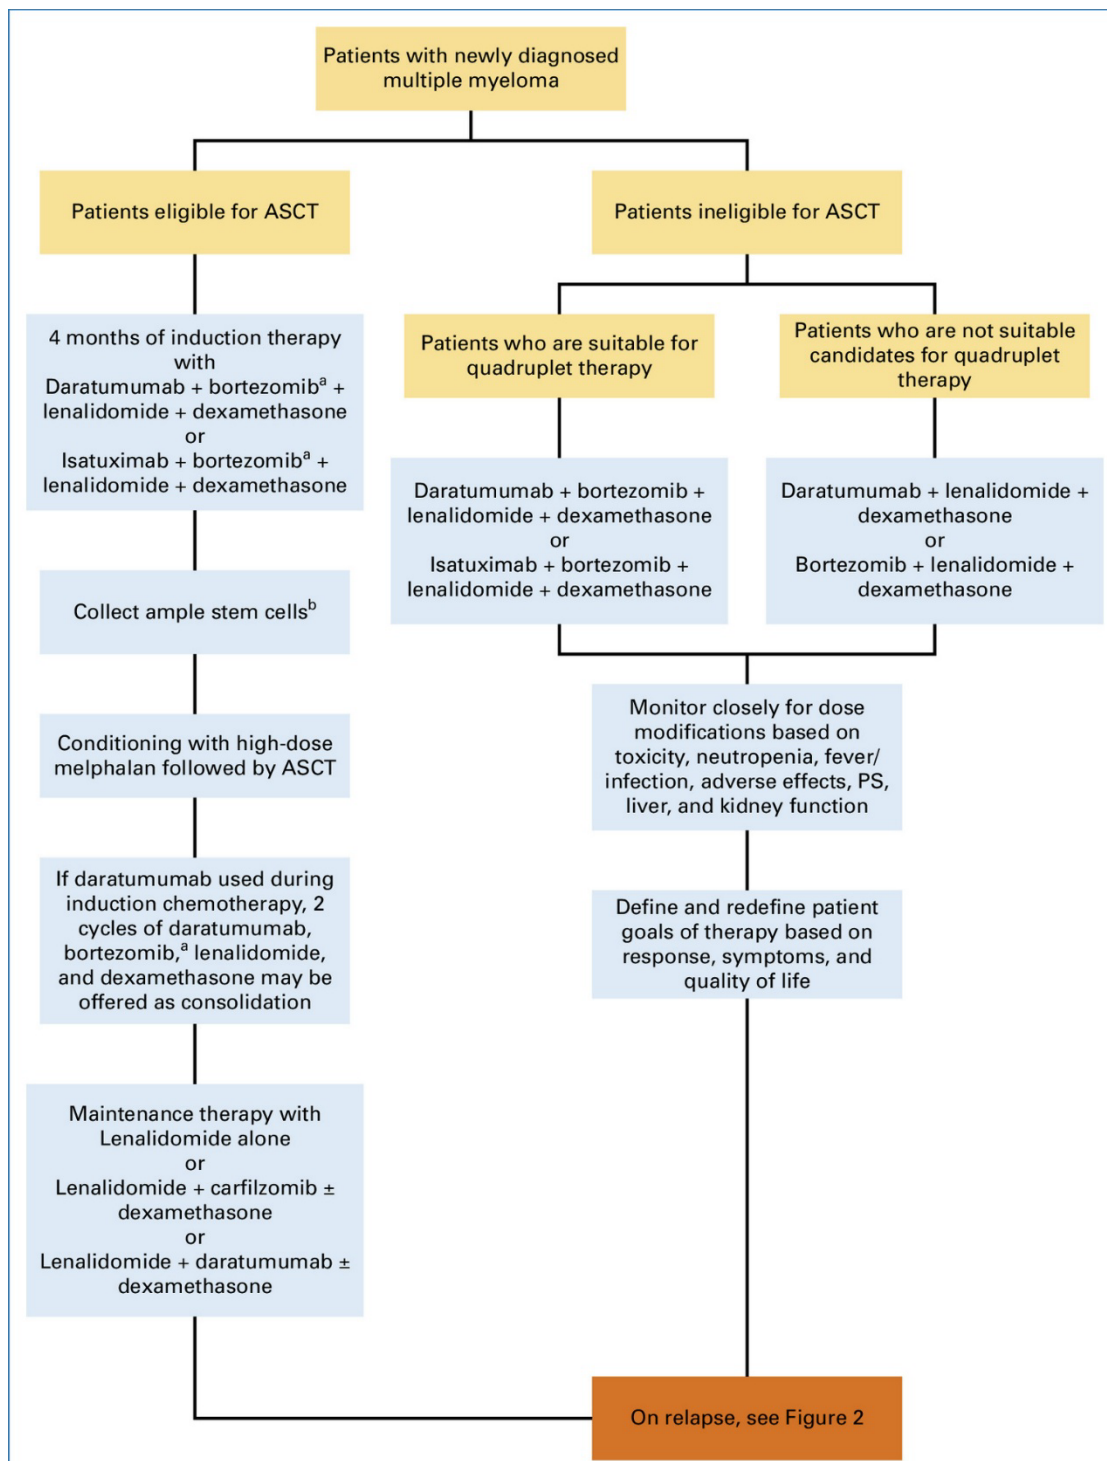 Patients with newly diagnosed
multiple myeloma
Patients eligible for ASCT
4 months of induction therapy
with
Daratumumab + bortezomibᵃ +
lenalidomide + dexamethasone
or
Isatuximab + bortezomibᵃ +
lenalidomide + dexamethasone
Collect ample stem cellsᵇ
Conditioning with high-dose
melphalan followed by ASCT
If daratumumab used during
induction chemotherapy, 2
cycles of daratumumab,
bortezomib,ᵃ lenalidomide,
and dexamethasone may be
offered as consolidation
Maintenance therapy with
Lenalidomide alone
or
Lenalidomide + carfilzomib ±
dexamethasone
or
Lenalidomide + daratumumab ±
dexamethasone
Patients ineligible for ASCT
Patients who are suitable for
quadruplet therapy
Daratumumab + bortezomib +
lenalidomide + dexamethasone
or
Isatuximab + bortezomib +
lenalidomide + dexamethasone
Patients who are not suitable
candidates for quadruplet
therapy
Daratumumab + lenalidomide +
dexamethasone
or
Bortezomib + lenalidomide +
dexamethasone
Monitor closely for dose
modifications based on
toxicity, neutropenia, fever/
infection, adverse effects, PS,
liver, and kidney function
Define and redefine patient
goals of therapy based on
response, symptoms, and
quality of life
On relapse, see Figure 2